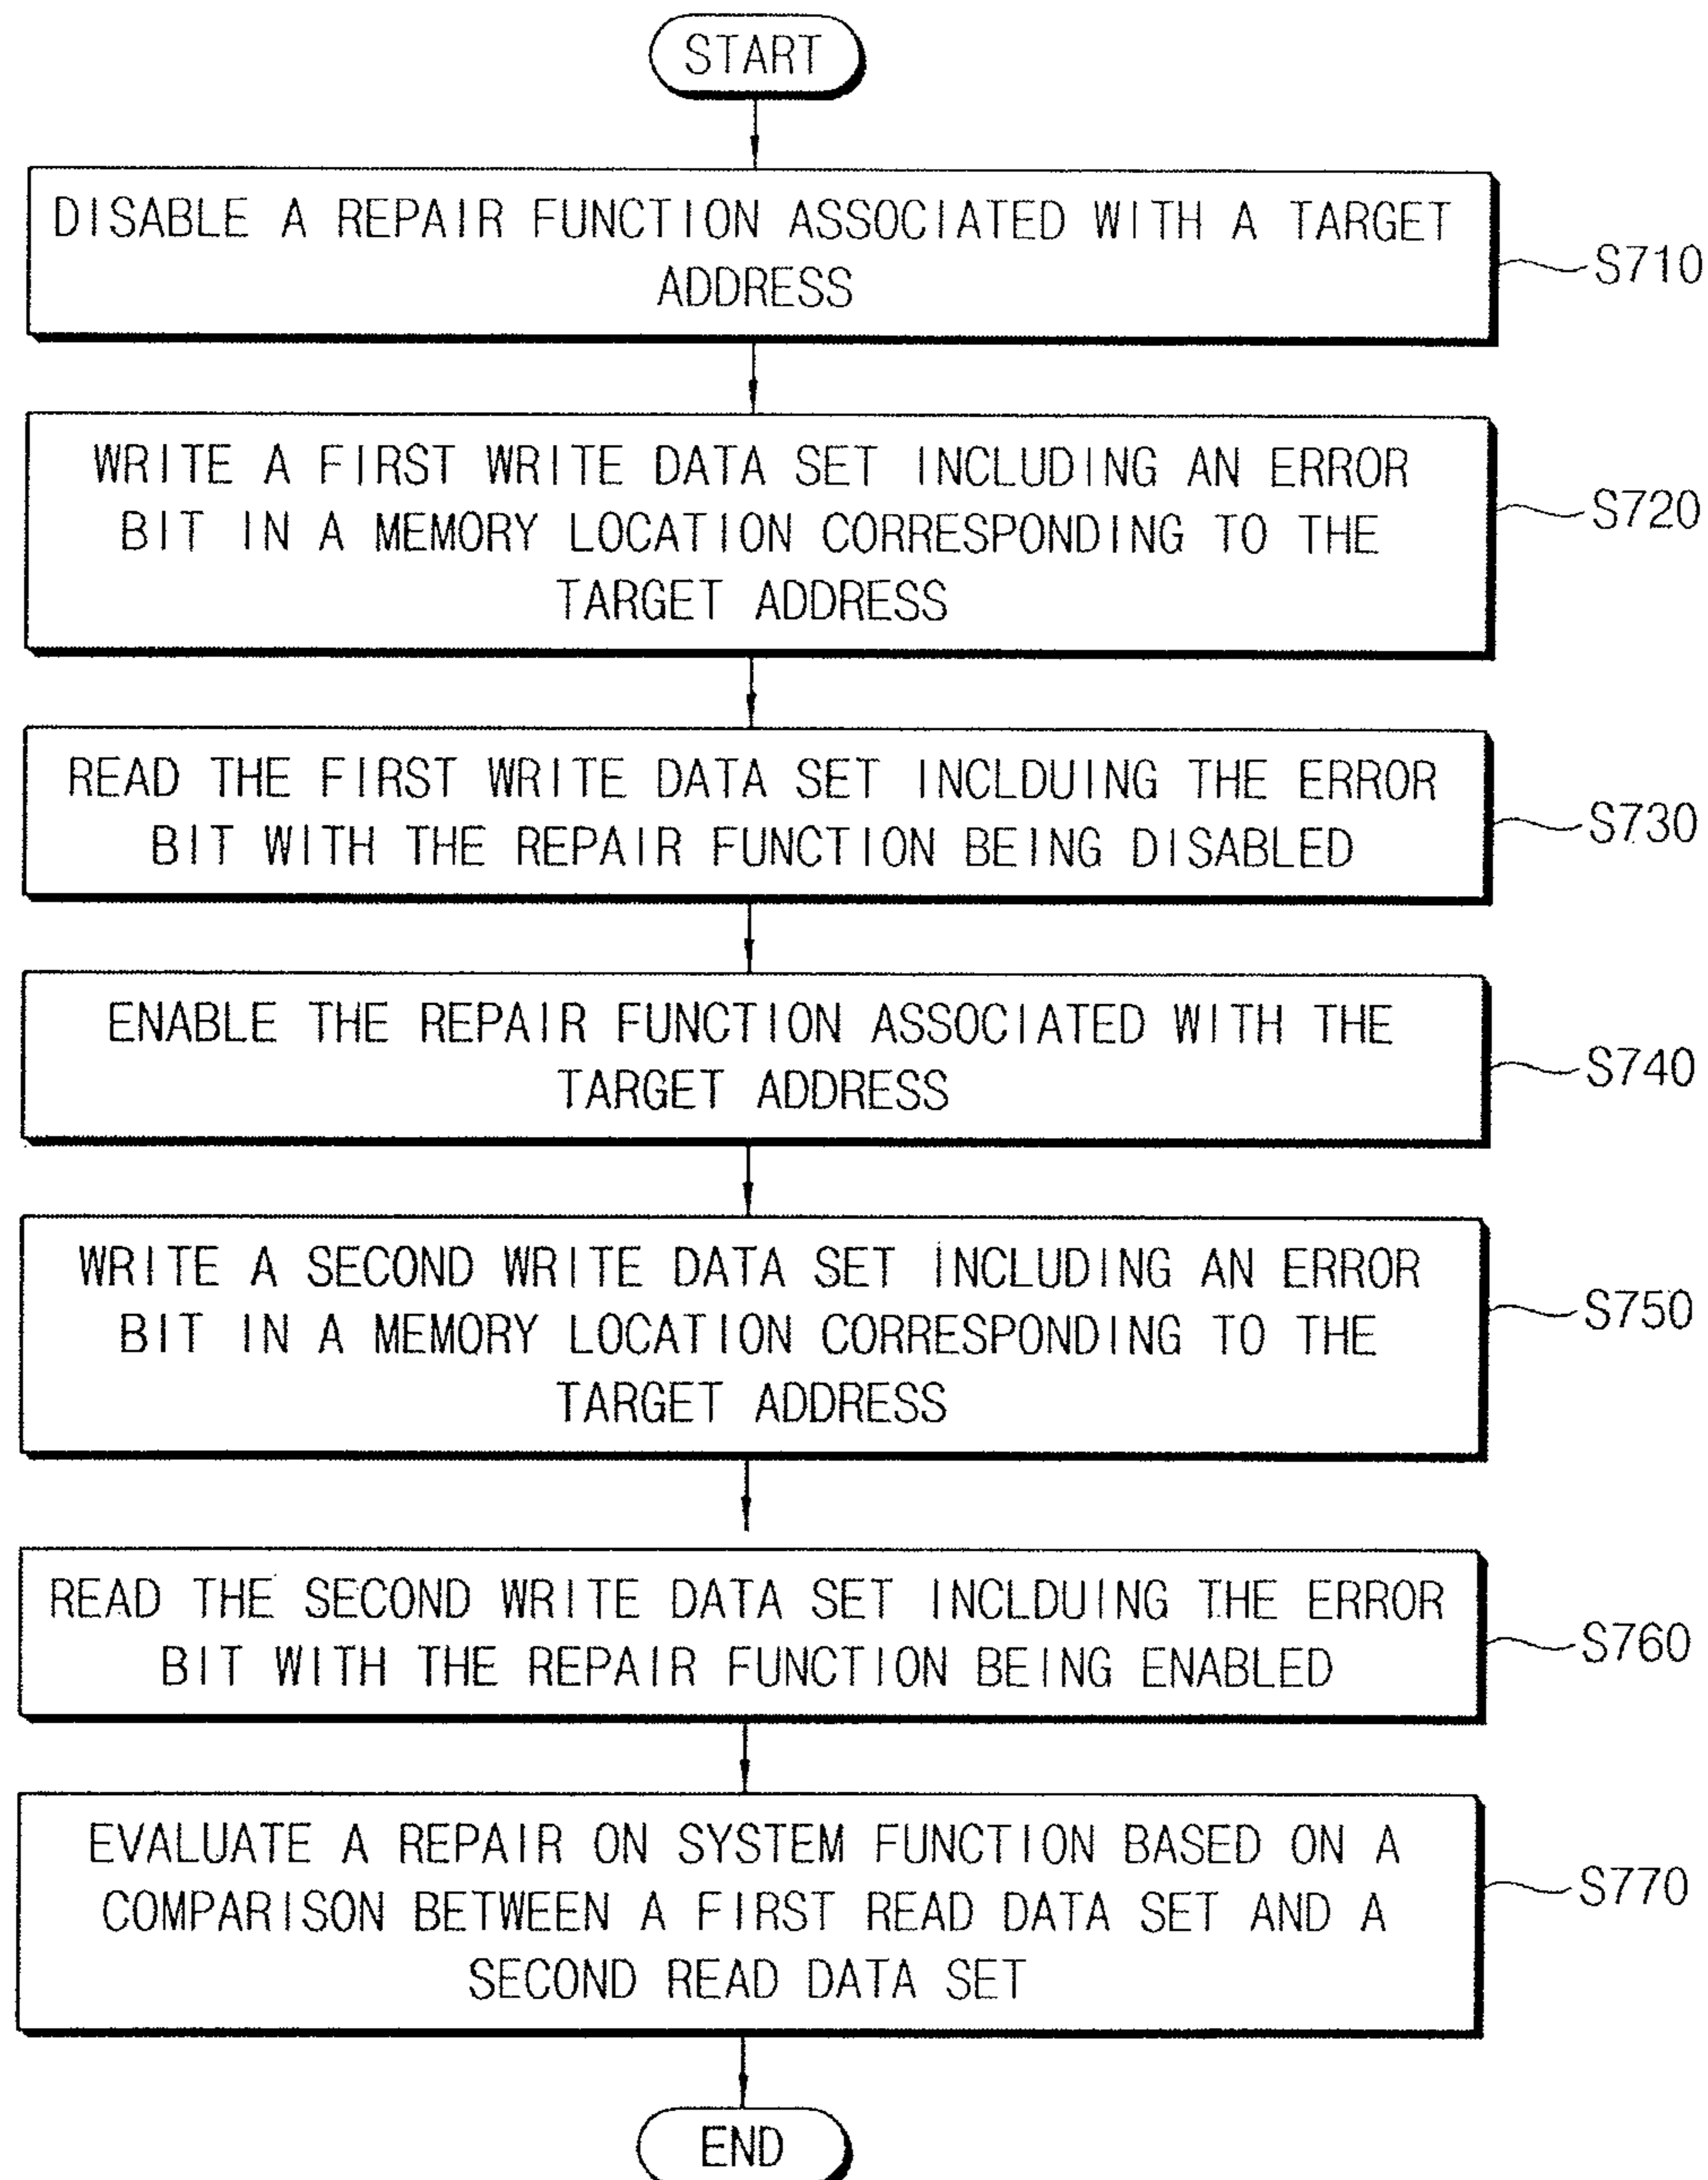 START
DISABLE A REPAIR FUNCTION ASSOCIATED WITH A TARGET
ADDRESS
S710
WRITE A FIRST WRITE DATA SET INCLUDING AN ERROR
BIT IN A MEMORY LOCATION CORRESPONDING TO THE
TARGET ADDRESS
S720
READ THE FIRST WRITE DATA SET INCLDUING THE ERROR
BIT WITH THE REPAIR FUNCTION BEING DISABLED
S730
ENABLE THE REPAIR FUNCTION ASSOCIATED WITH THE
TARGET ADDRESS
S740
WRITE A SECOND WRITE DATA SET INCLUDING AN ERROR
BIT IN A MEMORY LOCATION CORRESPONDING TO THE
TARGET ADDRESS
S750
READ THE SECOND WRITE DATA SET INCLDUING THE ERROR
BIT WITH THE REPAIR FUNCTION BEING ENABLED
S760
EVALUATE A REPAIR ON SYSTEM FUNCTION BASED ON A
COMPARISON BETWEEN A FIRST READ DATA SET AND A
SECOND READ DATA SET
S770
END